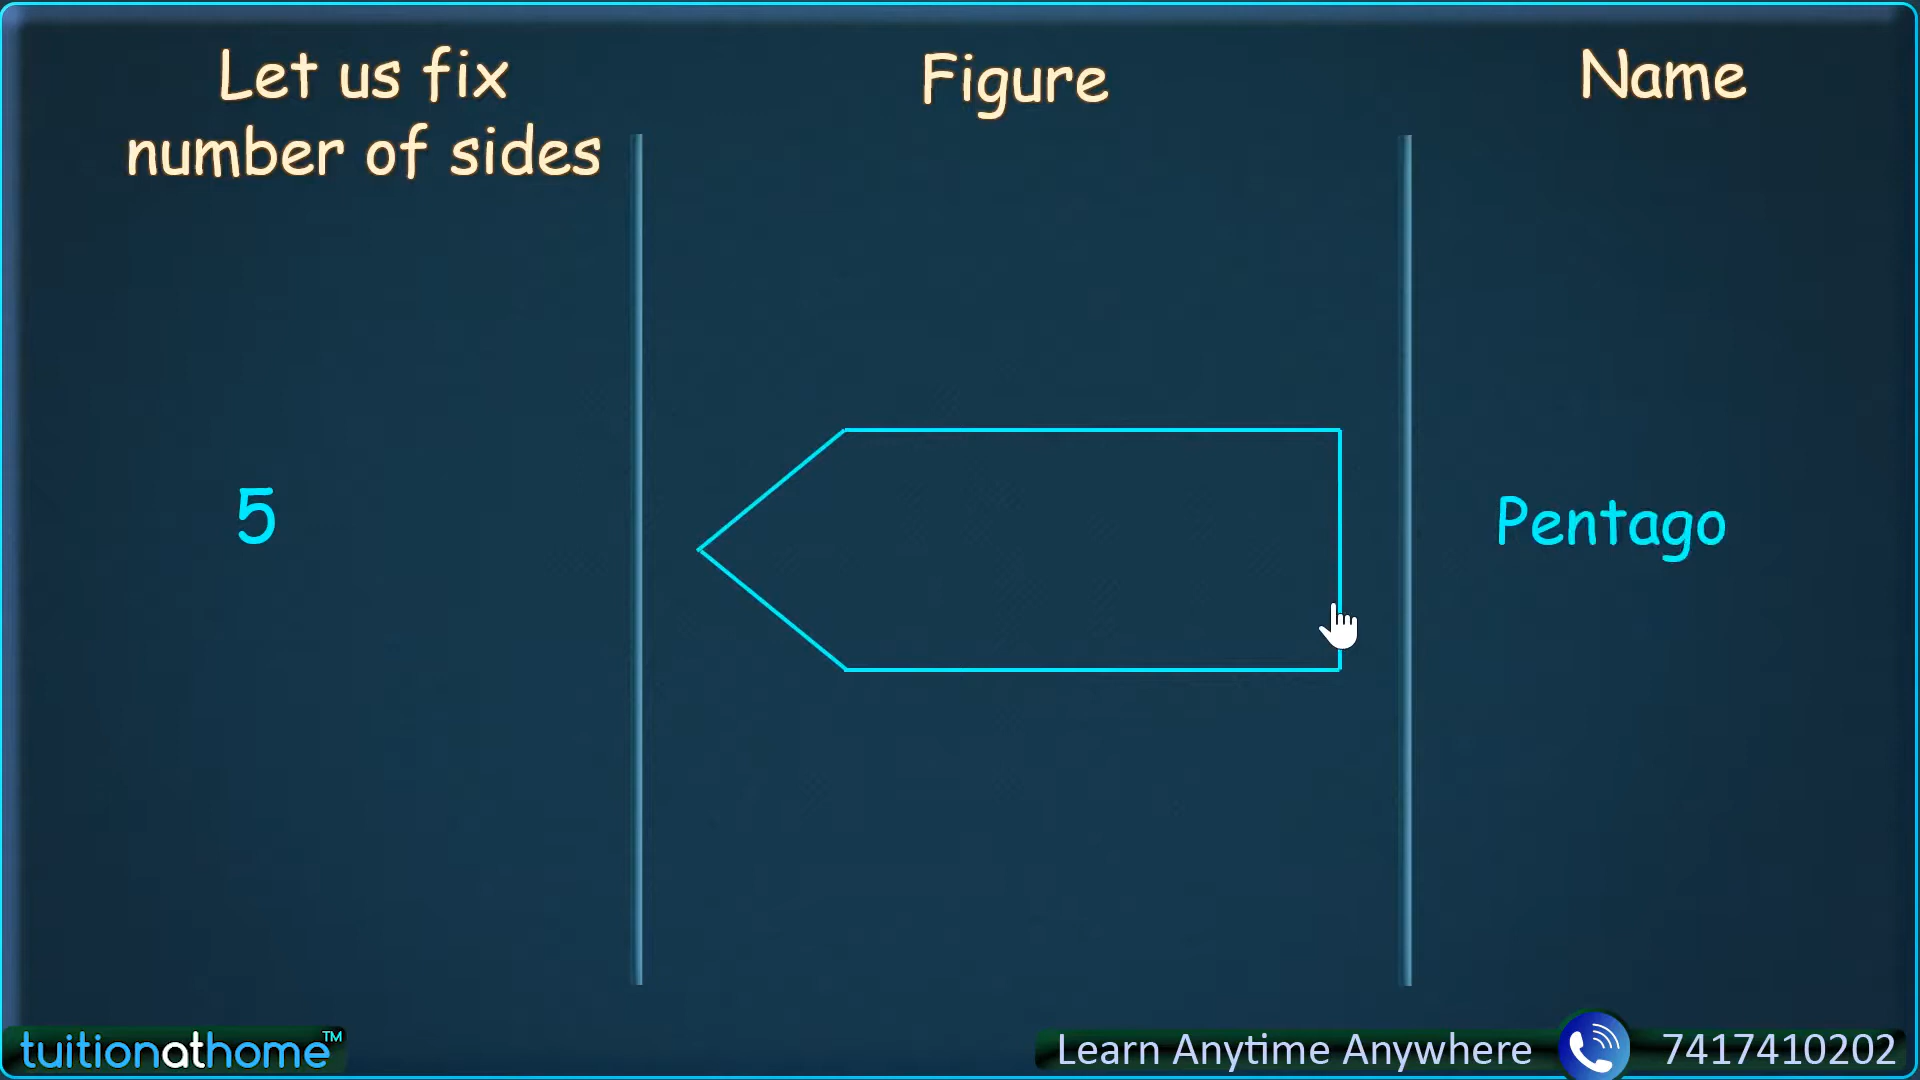 Let us fix
number of sides
Figure
Name
5
Pentago
tuitionathome™
Learn Anytime Anywhere
7417410202